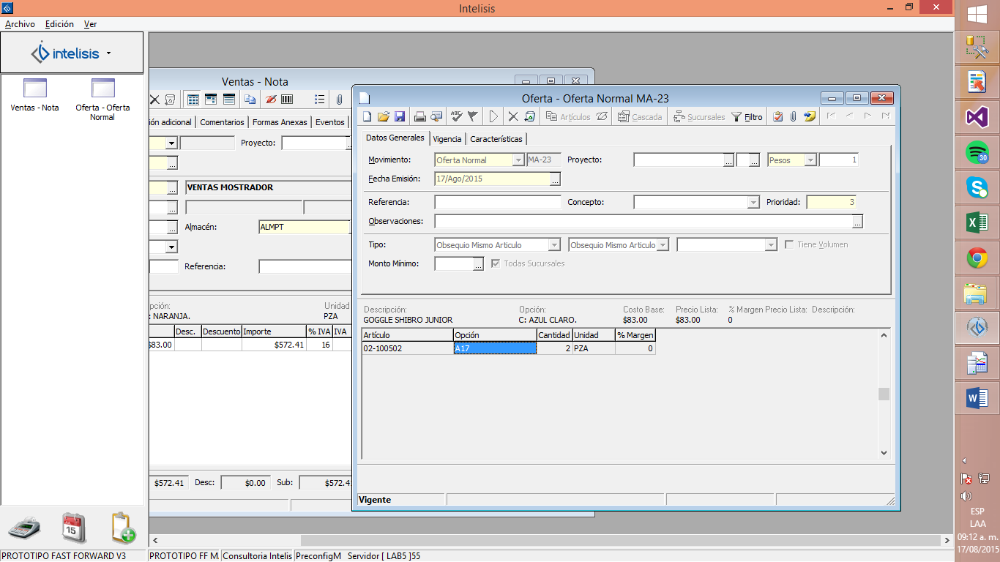 Intelisis
Archivo Edición Ver
intelisis
Ventas - Nota
Oferta - Oferta Normal
Ventas - Nota
ión adicional Comentarios Formas Anexas Eventos
Proyecto:
VENTAS MOSTRADOR
Almacén: ALMPT
Referencia:
pción: Unidad
: NARANJA. PZA
Desc. Descuento Importe % IVA IVA
$83.00 $572.41 16
$572.41 Desc: $0.00 Sub: $572.4
Oferta - Oferta Normal MA-23
Artículos Cascada Sucursales Filtro
Datos Generales Vigencia Características
Movimiento: Oferta Normal MA-23 Proyecto: Pesos 1
Fecha Emisión: 17/Ago/2015
Referencia: Concepto: Prioridad: 3
Observaciones:
Tipo: Obsequio Mismo Articulo Obsequio Mismo Articulo Tiene Volumen
Monto Mínimo: Todas Sucursales
Descripción: Opción: Costo Base: Precio Lista: % Margen Precio Lista: Descripción:
GOGGLE SHIBRO JUNIOR C: AZUL CLARO. $83.00 $83.00 0
Artículo Opción Cantidad Unidad % Margen
02-100502 A17 2 PZA 0
Vigente
15
PROTOTIPO FAST FORWARD V3 PROTOTIPO FF M. Consultoria Intelis PreconfigM Servidor [ LAB5 ]55
30
ESP
LAA
09:12 a. m.
17/08/2015